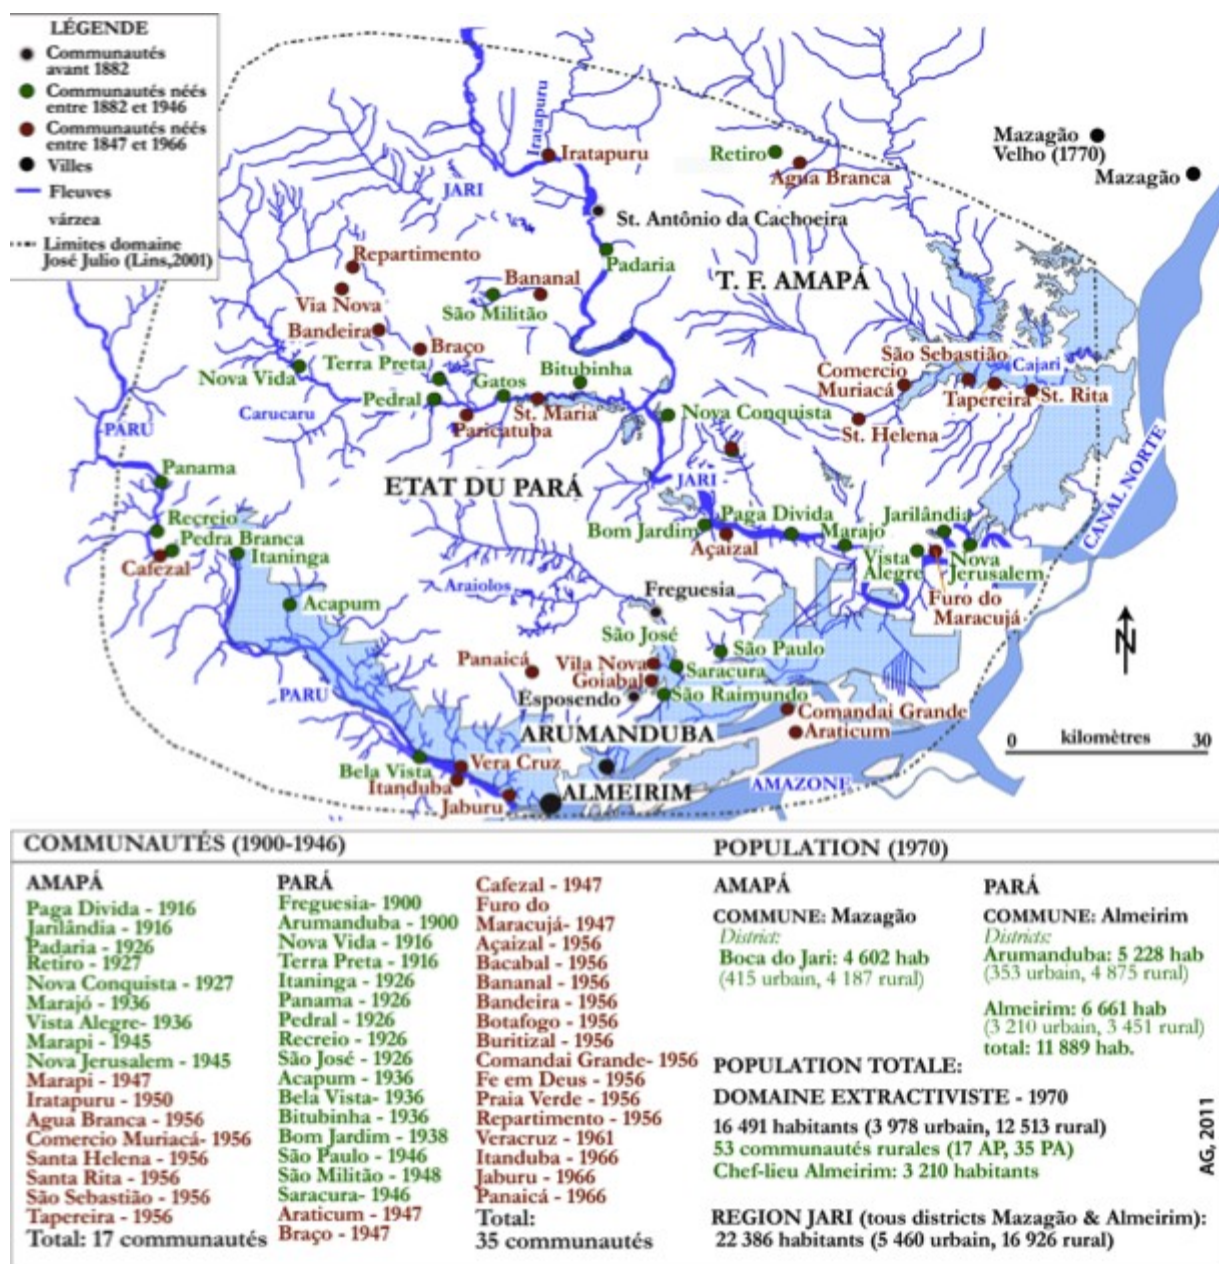 LÉGENDE
Communautés
avant 1882
Communautés néés
entre 1882 et 1946
Communautés néés
entre 1847 et 1966
Villes
Fleuves
várzea
Limites domaine
José Julio (Lins,2001)
Iratapuru
Iratapuru
JARI
Retiro
Agua Branca
Mazagão
Velho (1770)
Mazagão
St. Antônio da Cachoeira
Padaria
Repartimento
Via Nova
Bananal
São Militão
T. F. AMAPÁ
Bandeira
Braço
Terra Preta
Nova Vida
Bitubinha
Gatos
Pedral
St. Maria
Paricatuba
Carucaru
São Sebastião
Cajari
Comercio
Muriacá
Tapereira
St. Rita
St. Helena
Nova Conquista
PARU
Panama
ETAT DU PARÁ
JARI
CANAL NORTE
Recreio
Pedra Branca
Cafezal
Itaninga
Bom Jardim
Paga Divida
Açaizal
Marajo
Jarilândia
Vista
Alegre
Nova
Jerusalem
Furo do
Maracujá
Acapum
Araiolos
Freguesia
São José
São Paulo
Panaicá
Vila Nova
Goiabal
Saracura
Esposendo
São Raimundo
PARU
Comandai Grande
Araticum
ARUMANDUBA
N
0
kilomètres
30
Bela Vista
Vera Cruz
Itanduba
Jaburu
ALMEIRIM
AMAZONE
COMMUNAUTÉS (1900-1946)
AMAPÁ
Paga Divida - 1916
Jarilândia - 1916
Padaria - 1926
Retiro - 1927
Nova Conquista - 1927
Marajó - 1936
Vista Alegre- 1936
Marapi - 1945
Nova Jerusalem - 1945
Marapi - 1947
Iratapuru - 1950
Agua Branca - 1956
Comercio Muriacá- 1956
Santa Helena - 1956
Santa Rita - 1956
São Sebastião - 1956
Tapereira - 1956
Total: 17 communautés
PARÁ
Freguesia- 1900
Arumanduba - 1900
Nova Vida - 1916
Terra Preta - 1916
Itaninga - 1926
Panama - 1926
Pedral - 1926
Recreio - 1926
São José - 1926
Acapum - 1936
Bela Vista- 1936
Bitubinha - 1936
Bom Jardim - 1938
São Paulo - 1946
São Militão - 1948
Saracura- 1946
Araticum - 1947
Braço - 1947
Cafezal - 1947
Furo do
Maracujá- 1947
Açaizal - 1956
Bacabal - 1956
Bananal - 1956
Bandeira - 1956
Botafogo - 1956
Buritizal - 1956
Comandai Grande- 1956
Fe em Deus - 1956
Praia Verde - 1956
Repartimento - 1956
Veracruz - 1961
Itanduba - 1966
Jaburu - 1966
Panaicá - 1966
Total:
35 communautés
POPULATION (1970)
AMAPÁ
COMMUNE: Mazagão
District:
Boca do Jari: 4 602 hab
(415 urbain, 4 187 rural)
PARÁ
COMMUNE: Almeirim
Districts:
Arumanduba: 5 228 hab
(353 urbain, 4 875 rural)
Almeirim: 6 661 hab
(3 210 urbain, 3 451 rural)
total: 11 889 hab.
POPULATION TOTALE:
DOMAINE EXTRACTIVISTE - 1970
16 491 habitants (3 978 urbain, 12 513 rural)
53 communautés rurales (17 AP, 35 PA)
Chef-lieu Almeirim: 3 210 habitants
REGION JARI (tous districts Mazagão & Almeirim):
22 386 habitants (5 460 urbain, 16 926 rural)
AG, 2011